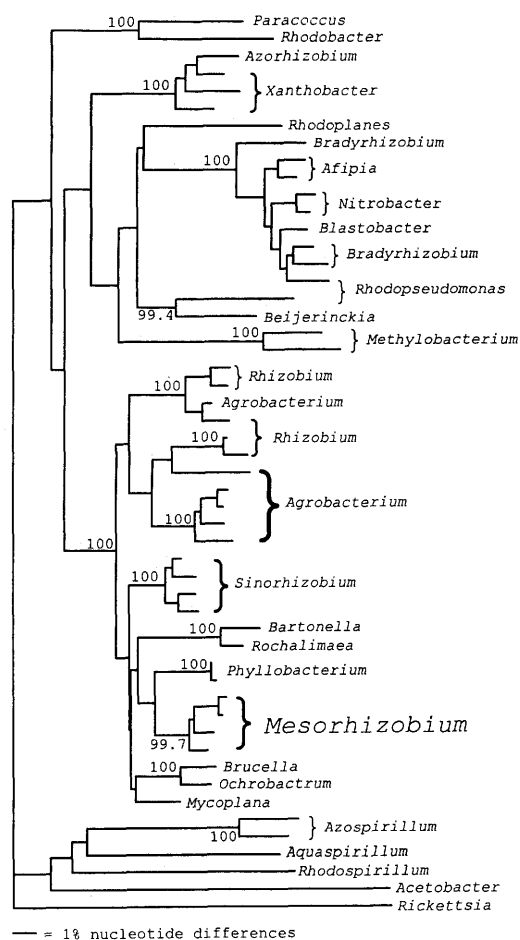 100
Paracoccus
Rhodobacter
Azorhizobium
100
Xanthobacter
Rhodoplanes
Bradyrhizobium
100
Afipia
Nitrobacter
Blastobacter
Bradyrhizobium
Rhodopseudomonas
99.4
Beijerinckia
100
Methylobacterium
Rhizobium
100
Agrobacterium
100
Rhizobium
Agrobacterium
100
100
Sinorhizobium
100
100
Bartonella
Rochalimaea
100
Phyllobacterium
Mesorhizobium
99.7
Brucella
100
Ochrobactrum
Mycoplana
Azospirillum
100
Aquaspirillum
Rhodospirillum
Acetobacter
Rickettsia
= 1% nucleotide differences